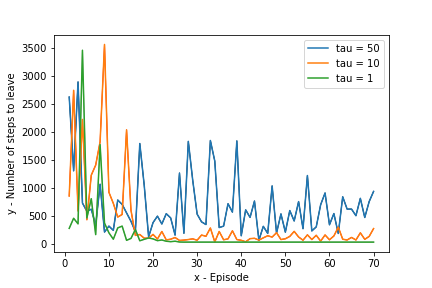 3500
3000
2500
2000
1500
1000
500
0
y - Number of steps to leave
tau = 50
tau = 10
tau = 1
0 10 20 30 40 50 60 70 80
x - Episode